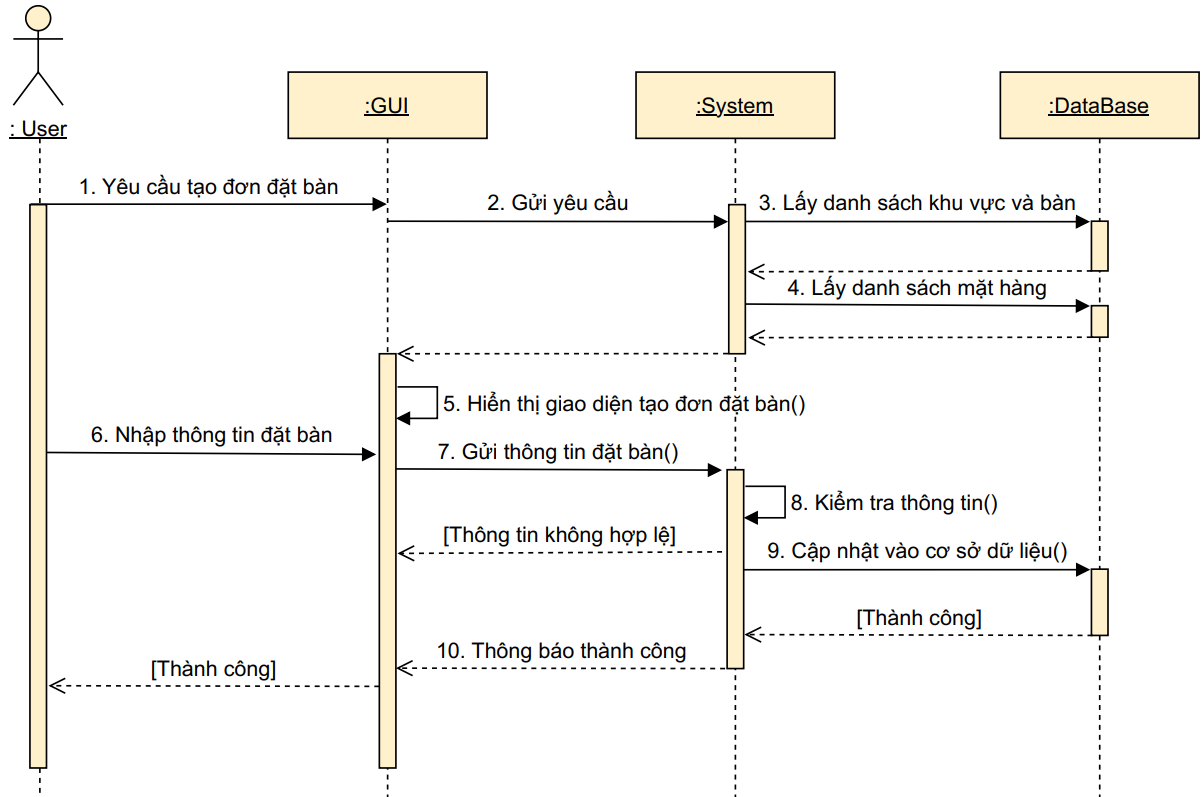 : User
:GUI
:System
:DataBase
1. Yêu cầu tạo đơn đặt bàn
2. Gửi yêu cầu
3. Lấy danh sách khu vực và bàn
4. Lấy danh sách mặt hàng
5. Hiển thị giao diện tạo đơn đặt bàn()
6. Nhập thông tin đặt bàn
7. Gửi thông tin đặt bàn()
8. Kiểm tra thông tin()
[Thông tin không hợp lệ]
9. Cập nhật vào cơ sở dữ liệu()
[Thành công]
10. Thông báo thành công
[Thành công]